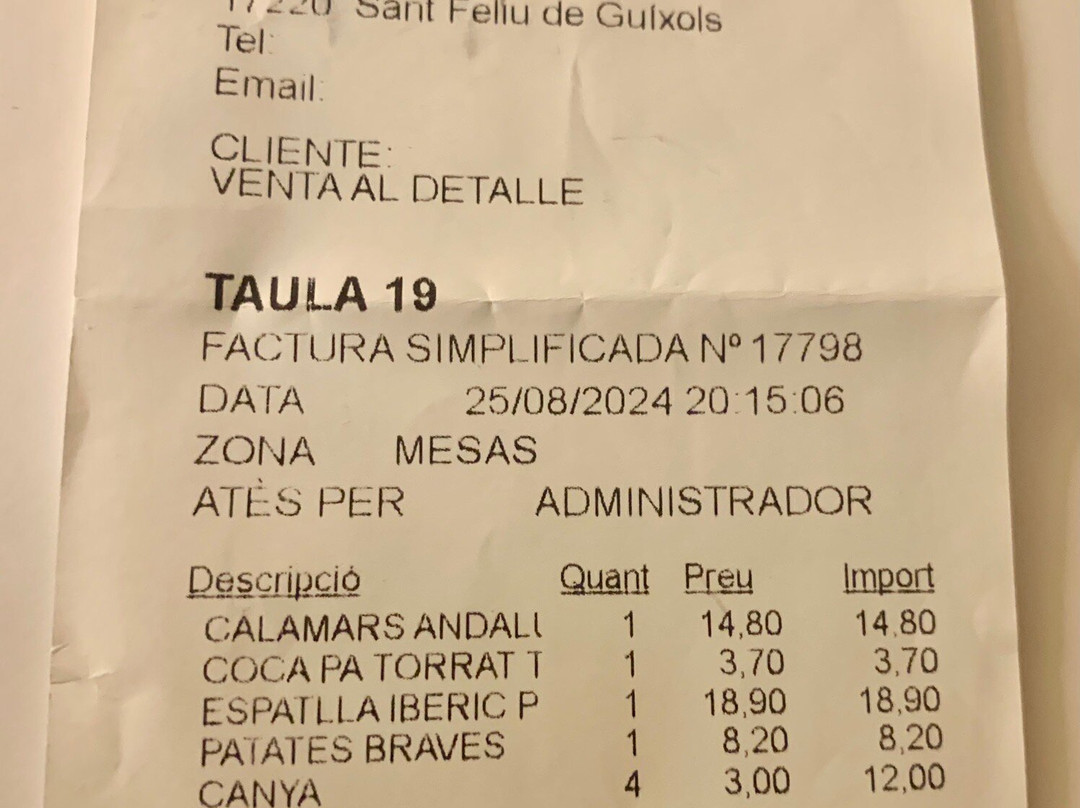 17220 Sant Feliu de Guíxols
Tel:
Email:
CLIENTE:
VENTA AL DETALLE
TAULA 19
FACTURA SIMPLIFICADA Nº 17798
DATA 25/08/2024 20:15:06
ZONA MESAS
ATÈS PER ADMINISTRADOR
Descripció Quant Preu Import
CALAMARS ANDALU 1 14,80 14,80
COCA PA TORRAT T 1 3,70 3,70
ESPATLLA IBERIC P 1 18,90 18,90
PATATES BRAVES 1 8,20 8,20
CANYA 4 3,00 12,00